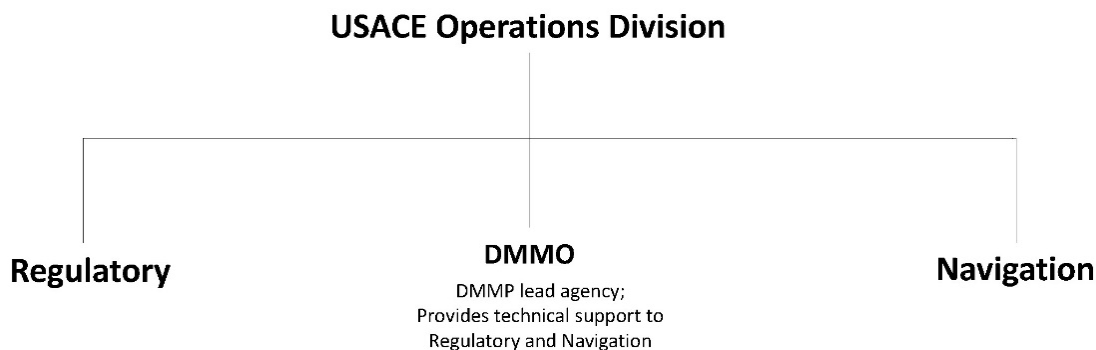 USACE Operations Division
Regulatory
DMMO
DMMP lead agency;
Provides technical support to
Regulatory and Navigation
Navigation